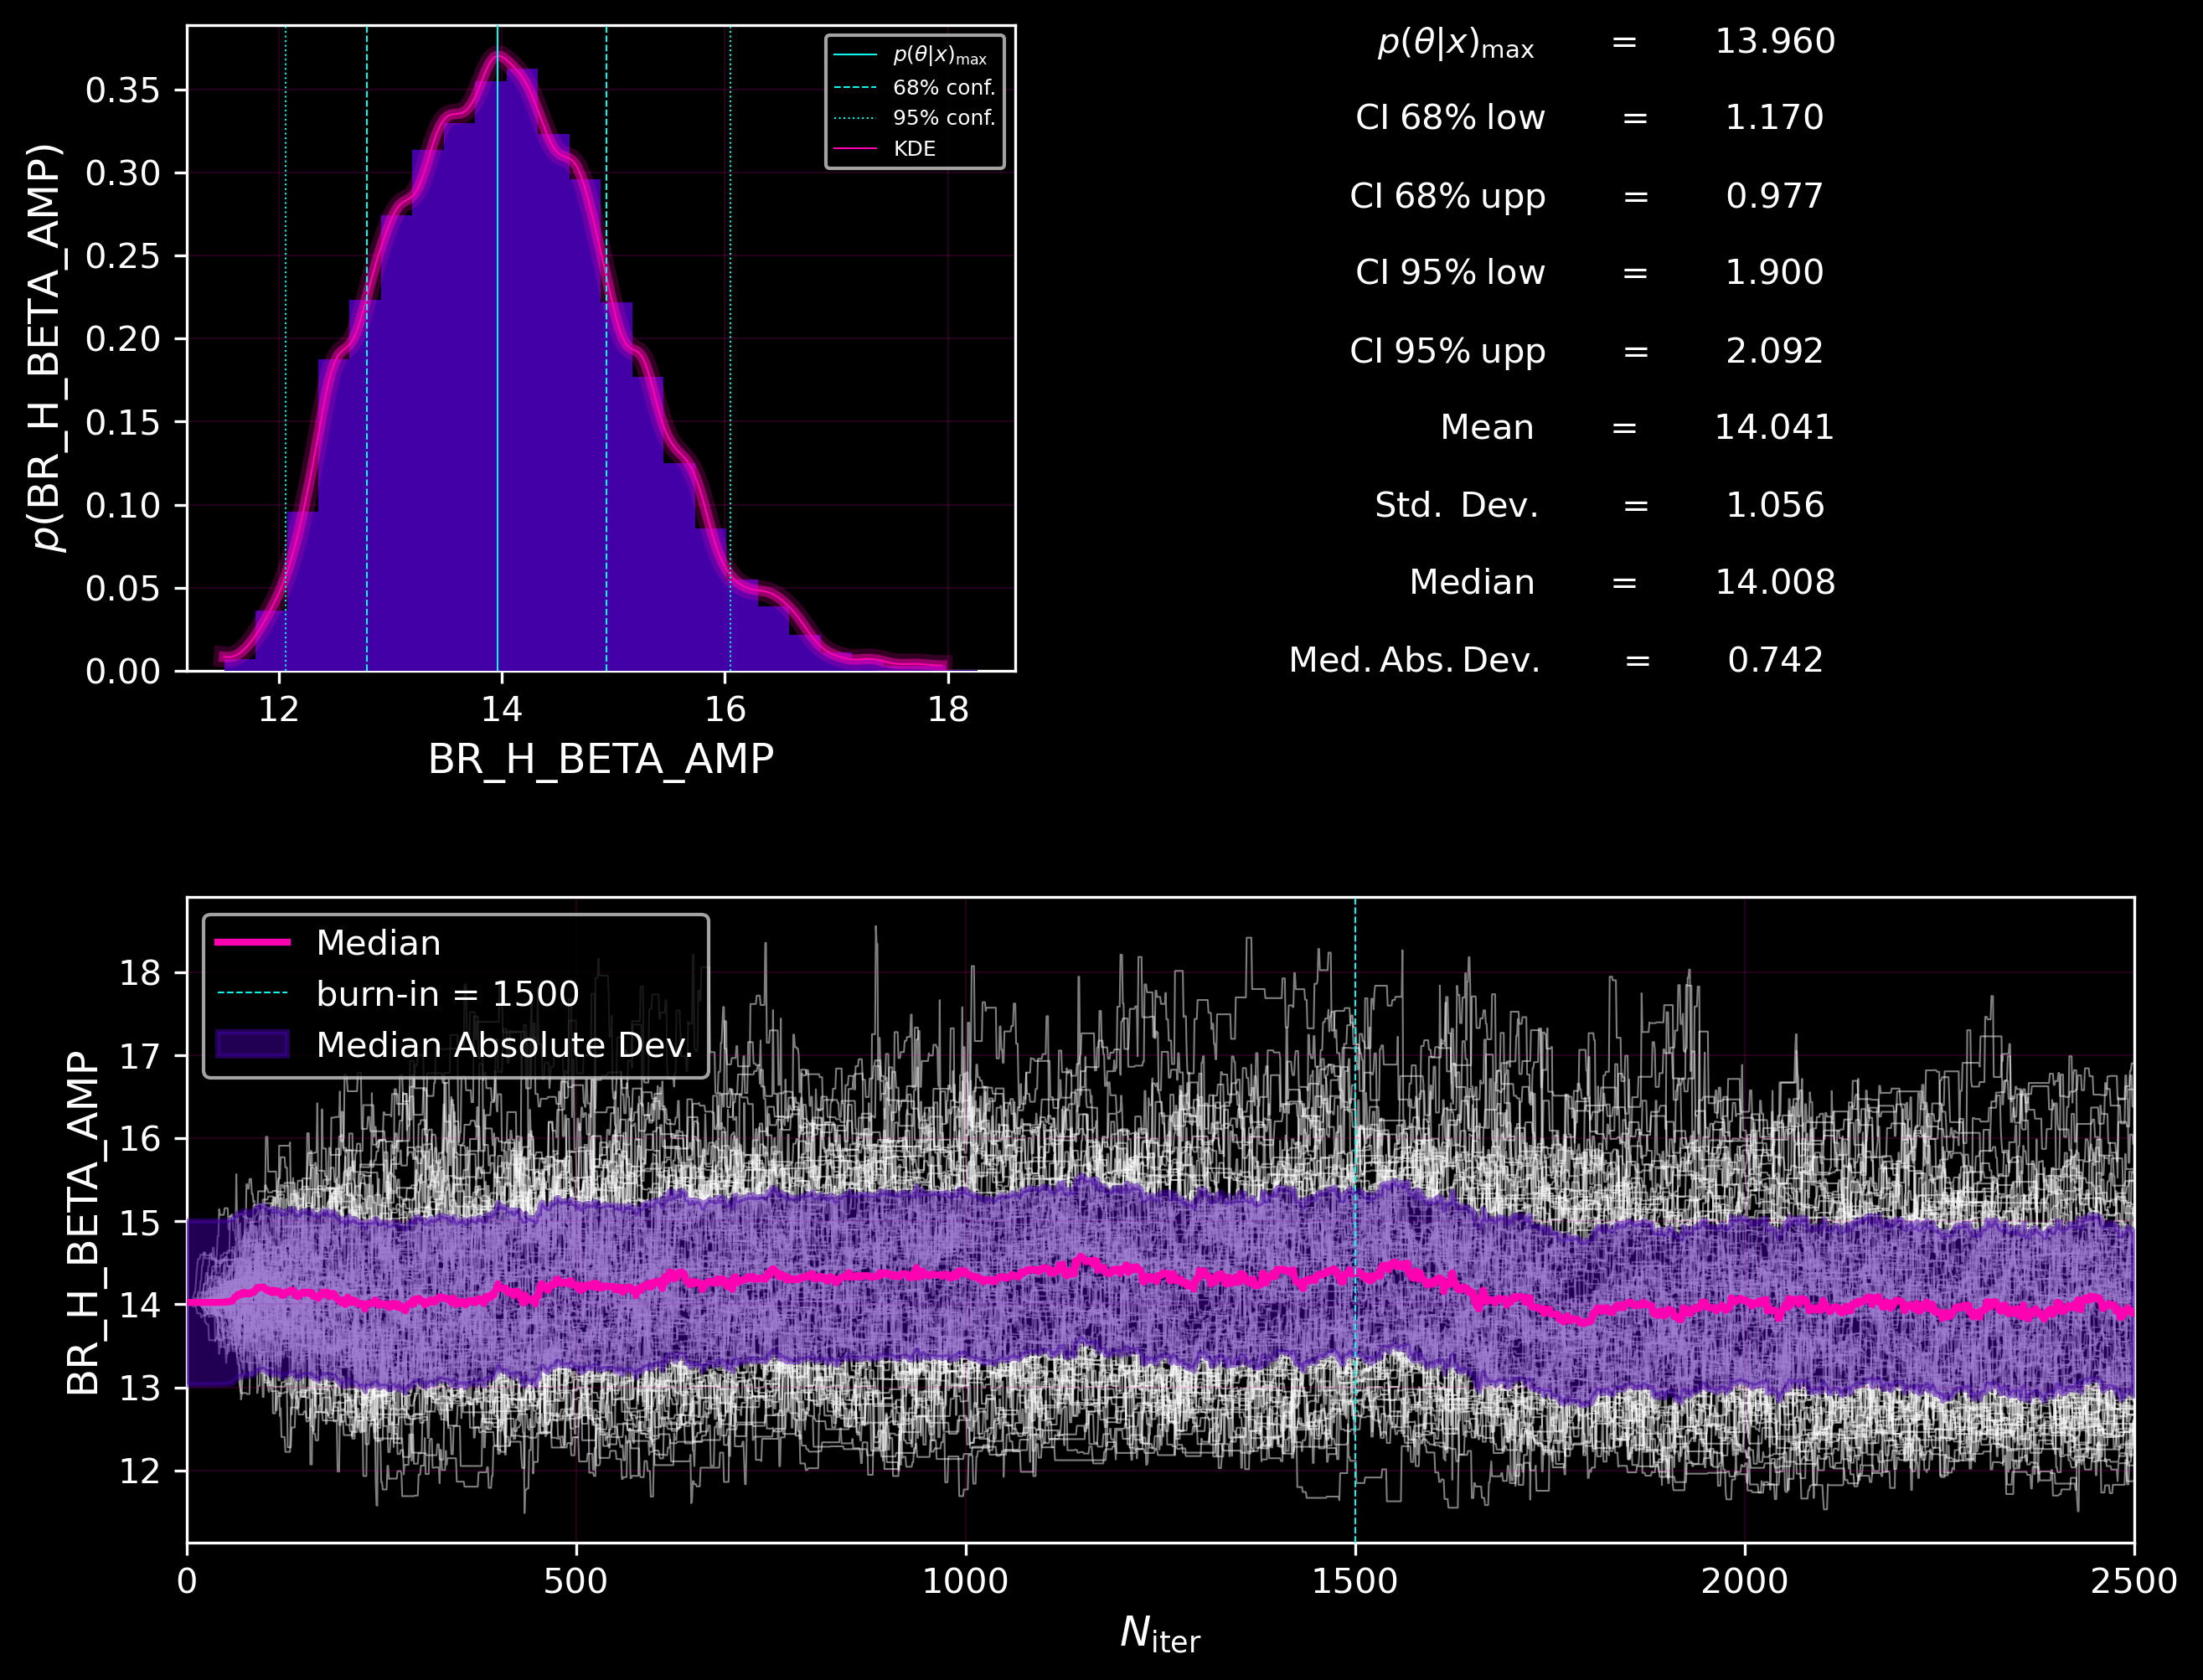 p(BR_H_BETA_AMP)
0.35
0.30
0.25
0.20
0.15
0.10
0.05
0.00
12 14 16 18
BR_H_BETA_AMP
p(θ|x)max
68% conf.
95% conf.
KDE
p(θ|x)max = 13.960
CI 68% low = 1.170
CI 68% upp = 0.977
CI 95% low = 1.900
CI 95% upp = 2.092
Mean = 14.041
Std. Dev. = 1.056
Median = 14.008
Med. Abs. Dev. = 0.742
BR_H_BETA_AMP
18
17
16
15
14
13
12
Median
burn-in = 1500
Median Absolute Dev.
0 500 1000 1500 2000 2500
Niter